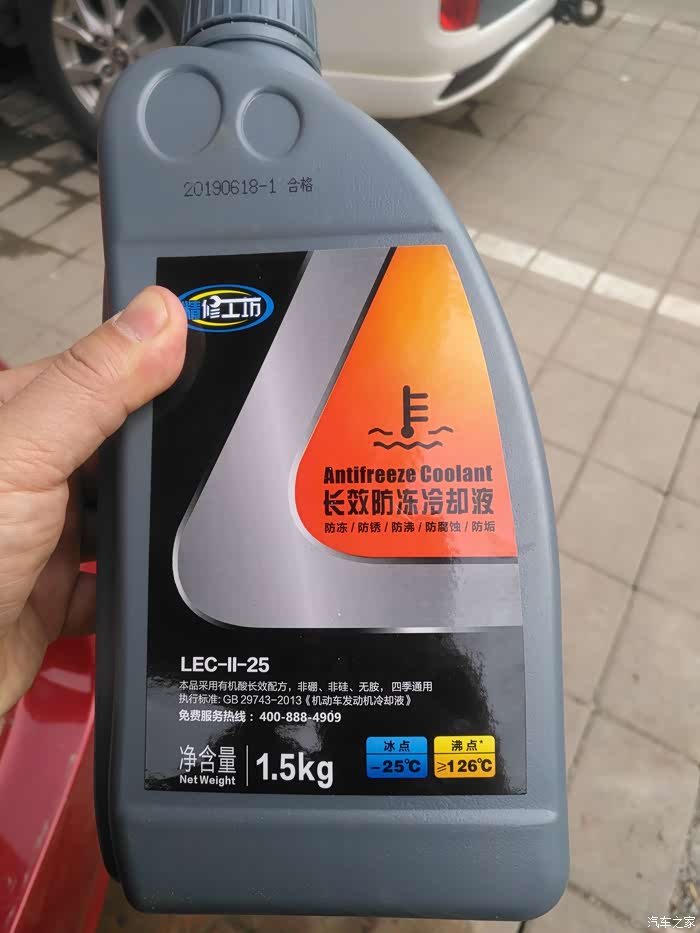 20190618-1 合格
精修工坊
Antifreeze Coolant
长效防冻冷却液
防冻/防锈/防沸/防腐蚀/防垢
LEC-II-25
本品采用有机酸长效配方，非硼、非硅、无胺，四季通用
执行标准: GB 29743-2013《机动车发动机冷却液》
免费服务热线：400-888-4909
净含量
Net Weight
1.5kg
冰点
-25℃
沸点*
≥126℃
汽车之家